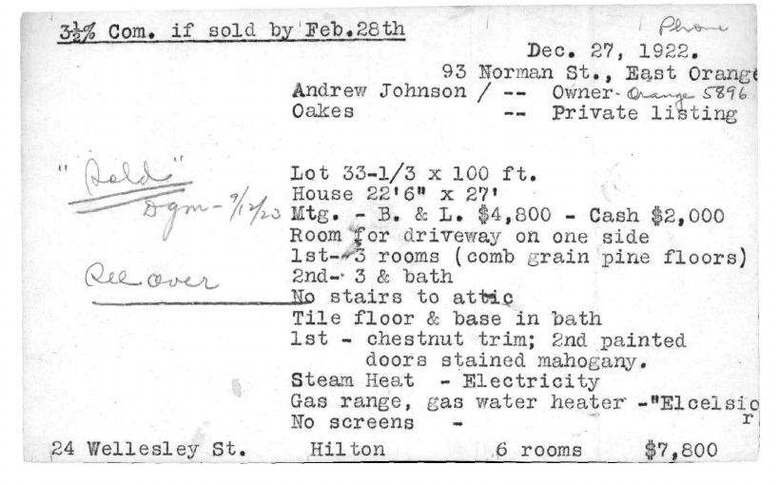 Phone
3½% Com. if sold by Feb.28th
Dec. 27, 1922.
93 Norman St., East Orange
Andrew Johnson / -- Owner- Orange 5896
Oakes -- Private listing
"Sold"
Dgm - 9/12/23
See over
Lot 33-1/3 x 100 ft.
House 22'6" x 27'
Mtg. - B. & L. $4,800 - Cash $2,000
Room for driveway on one side
1st- 3 rooms (comb grain pine floors)
2nd- 3 & bath
No stairs to attic
Tile floor & base in bath
1st - chestnut trim; 2nd painted
doors stained mahogany.
Steam Heat - Electricity
Gas range, gas water heater -"Elcelsio
r
No screens -
24 Wellesley St. Hilton 6 rooms $7,800